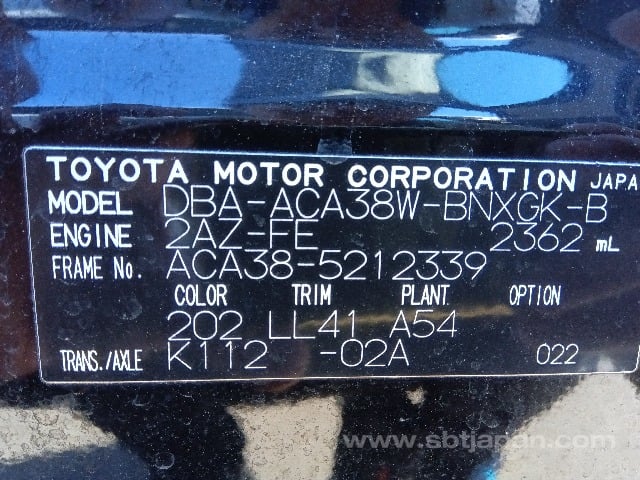 TOYOTA MOTOR CORPORATION JAPA
MODEL DBA-ACA38W-BNXGK-B
ENGINE 2AZ-FE 2362 mL
FRAME No. ACA38-5212339
COLOR TRIM PLANT OPTION
202 LL41 A54
TRANS./AXLE K112 -02A 022
www.sbtjapan.com